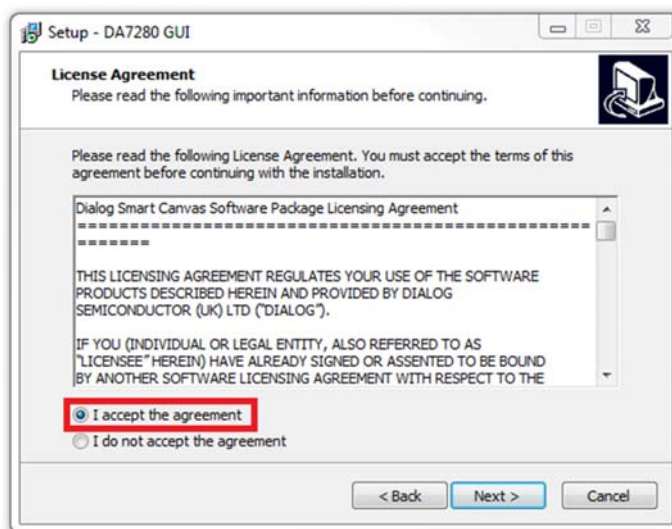 Setup - DA7280 GUI
License Agreement
Please read the following important information before continuing.
Please read the following License Agreement. You must accept the terms of this
agreement before continuing with the installation.
Dialog Smart Canvas Software Package Licensing Agreement
======================================================
=======
THIS LICENSING AGREEMENT REGULATES YOUR USE OF THE SOFTWARE
PRODUCTS DESCRIBED HEREIN AND PROVIDED BY DIALOG
SEMICONDUCTOR (UK) LTD ("DIALOG").
IF YOU (INDIVIDUAL OR LEGAL ENTITY, ALSO REFERRED TO AS
"LICENSEE" HEREIN) HAVE ALREADY SIGNED OR ASSENTED TO BE BOUND
BY ANOTHER SOFTWARE LICENSING AGREEMENT WITH RESPECT TO THE
I accept the agreement
I do not accept the agreement
< Back Next > Cancel